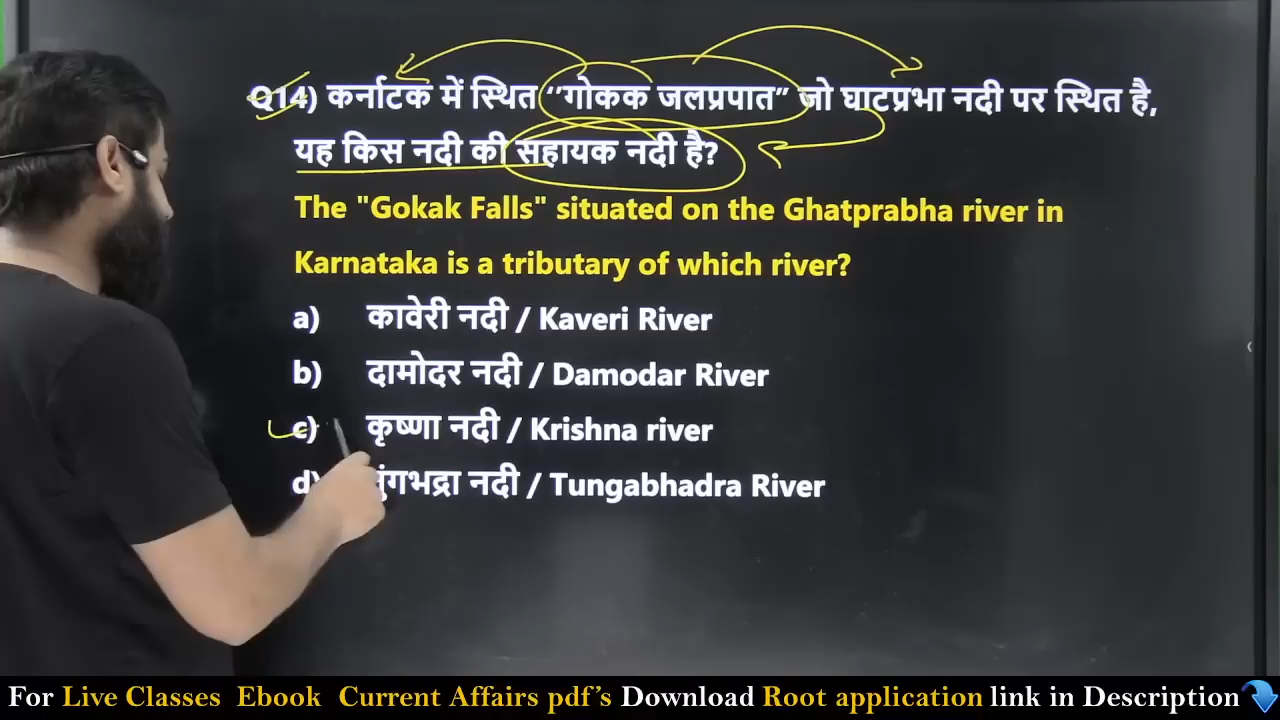 Q14) कर्नाटक में स्थित ‘‘गोकक जलप्रपात” जो घाटप्रभा नदी पर स्थित है,
यह किस नदी की सहायक नदी है?
The "Gokak Falls" situated on the Ghatprabha river in
Karnataka is a tributary of which river?
a) कावेरी नदी / Kaveri River
b) दामोदर नदी / Damodar River
c) कृष्णा नदी / Krishna river
d) नदी / Tungabhadra River
For Live Classes Ebook Current Affairs pdf’s Download Root application link in Description